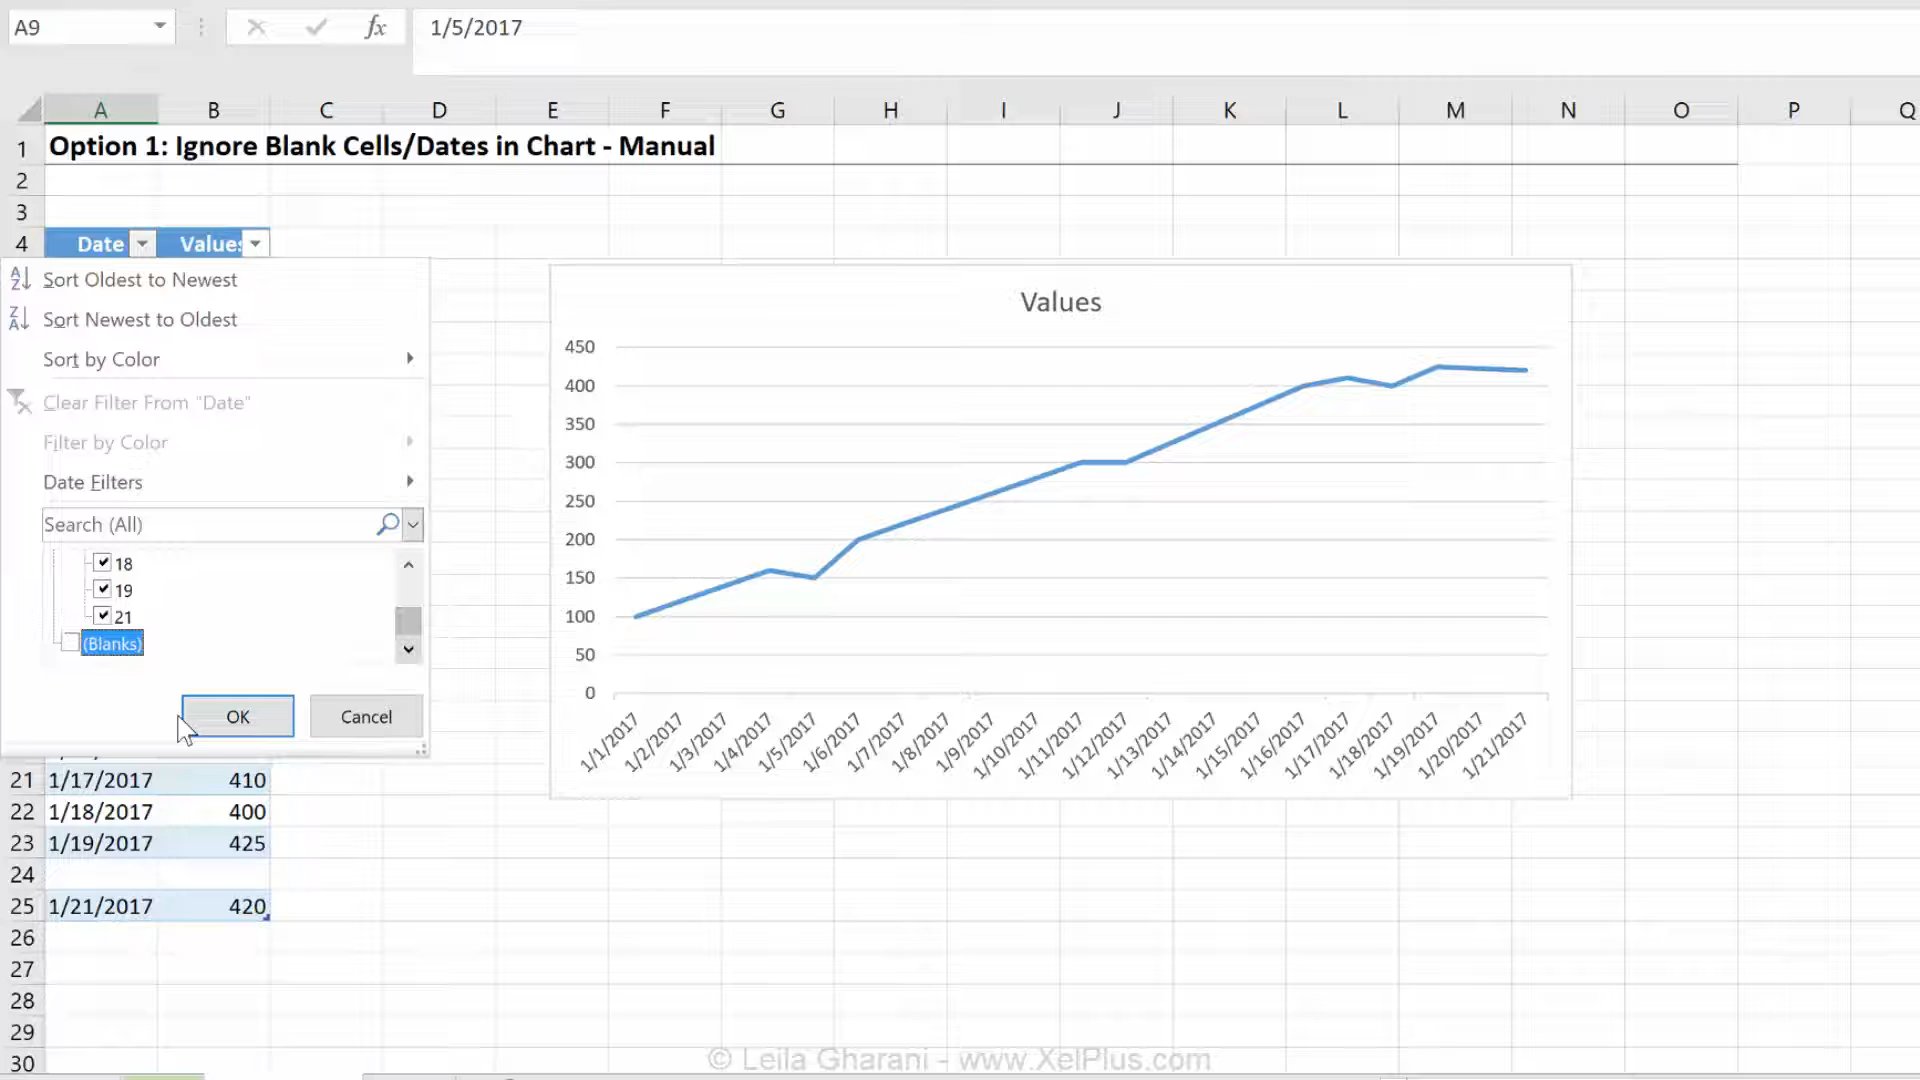 A9
fx
1/5/2017
A B C D E F G H I J K L M N O P Q
1 Option 1: Ignore Blank Cells/Dates in Chart - Manual
2
3
4 Date Values
Sort Oldest to Newest
Sort Newest to Oldest
Sort by Color
Clear Filter From "Date"
Filter by Color
Date Filters
Search (All)
18
19
21
(Blanks)
OK Cancel
21 1/17/2017 410
22 1/18/2017 400
23 1/19/2017 425
24
25 1/21/2017 420
26
27
28
29
30
Values
450
400
350
300
250
200
150
100
50
0
1/1/2017 1/2/2017 1/3/2017 1/4/2017 1/5/2017 1/6/2017 1/7/2017 1/8/2017 1/9/2017 1/10/2017 1/11/2017 1/12/2017 1/13/2017 1/14/2017 1/15/2017 1/16/2017 1/17/2017 1/18/2017 1/19/2017 1/20/2017 1/21/2017
© Leila Gharani - www.XelPlus.com